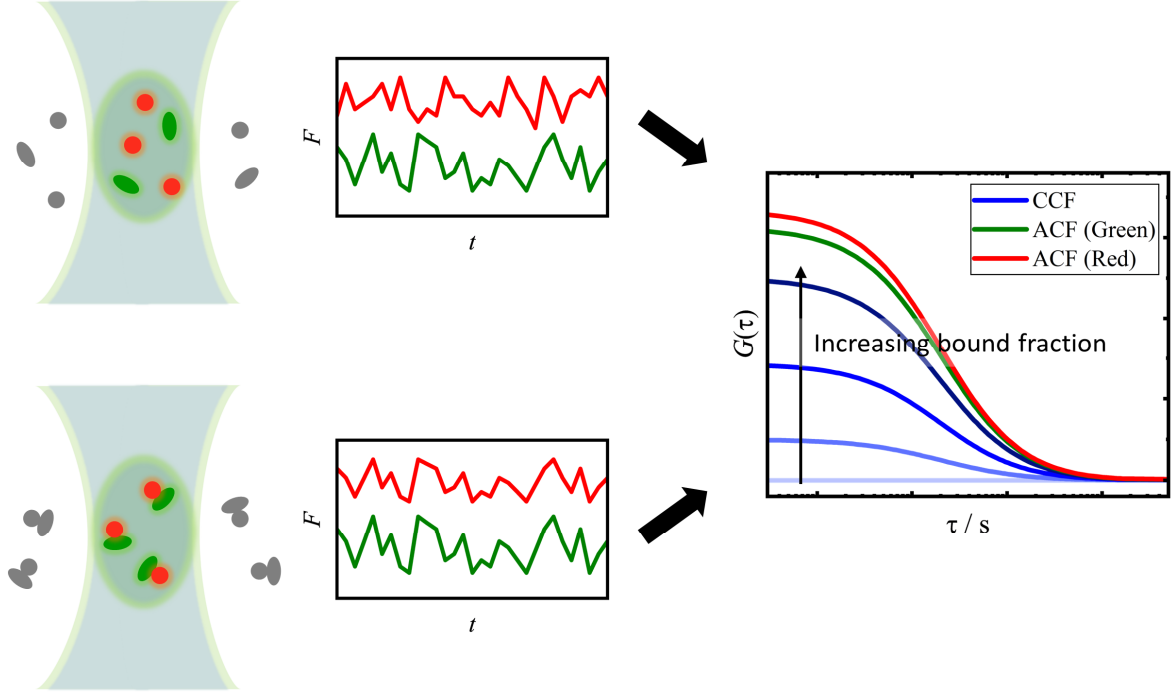 F
t
CCF
ACF (Green)
ACF (Red)
G(τ)
Increasing bound fraction
τ / s
F
t